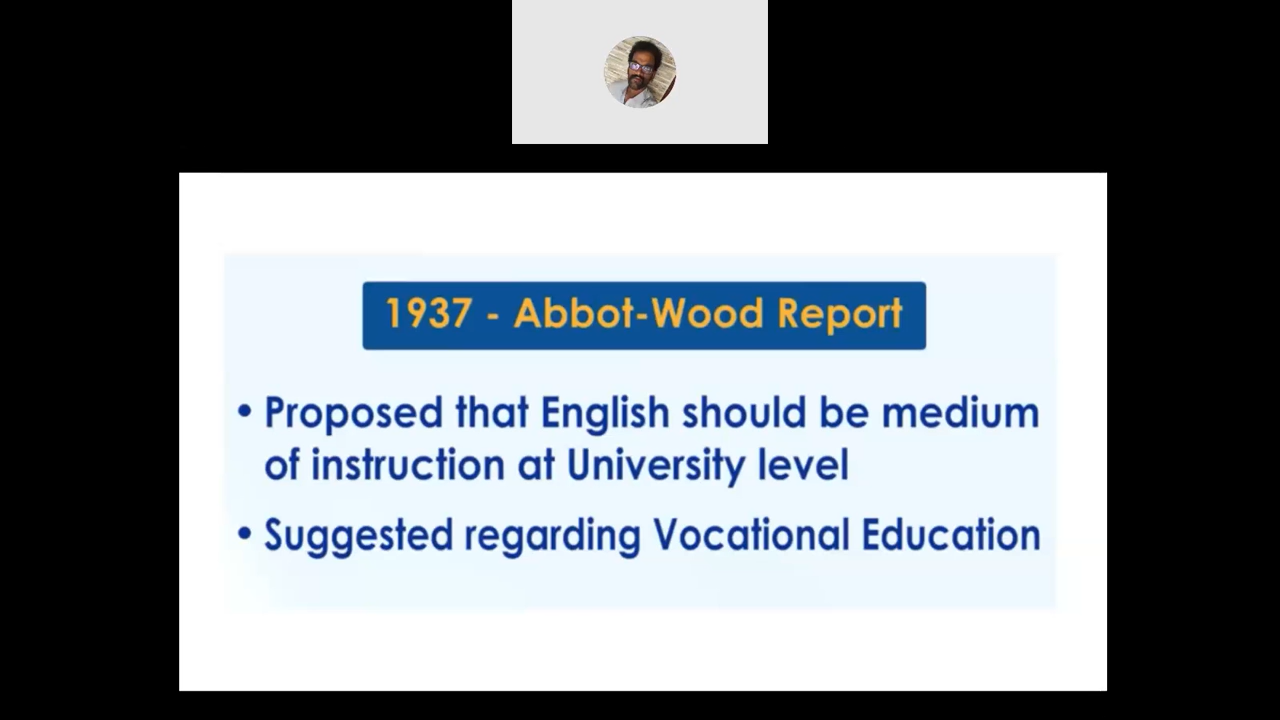 1937 - Abbot-Wood Report
• Proposed that English should be medium
of instruction at University level
• Suggested regarding Vocational Education